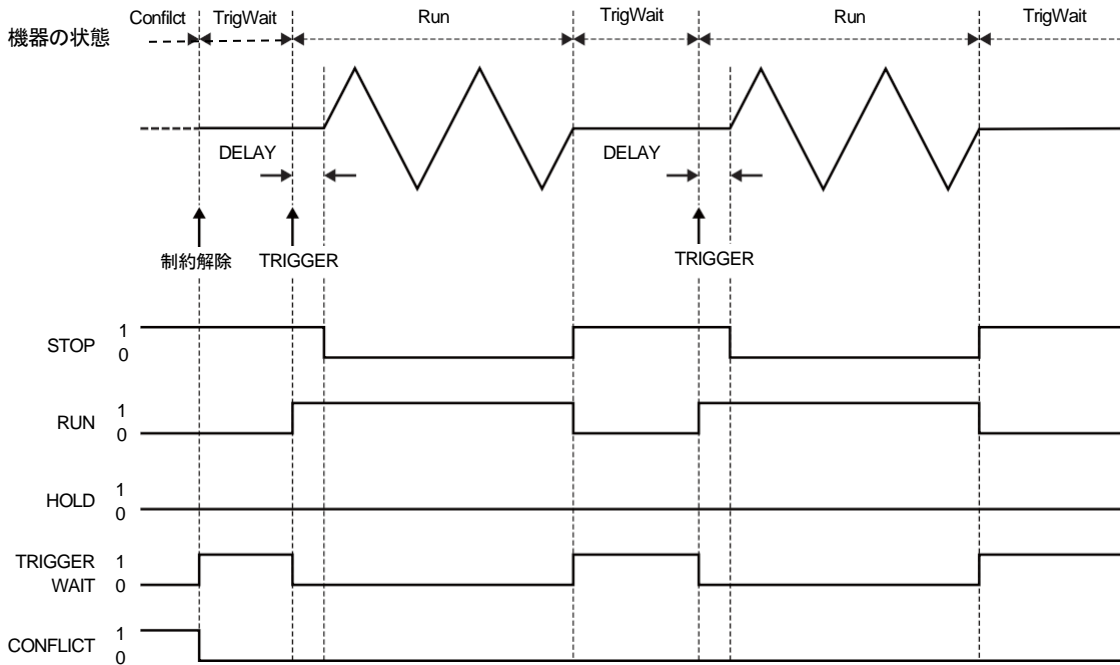 Confilct TrigWait Run TrigWait Run TrigWait
機器の状態
DELAY DELAY
制約解除 TRIGGER TRIGGER
STOP 1
0
RUN 1
0
HOLD 1
0
TRIGGER 1
WAIT 0
CONFLICT 1
0